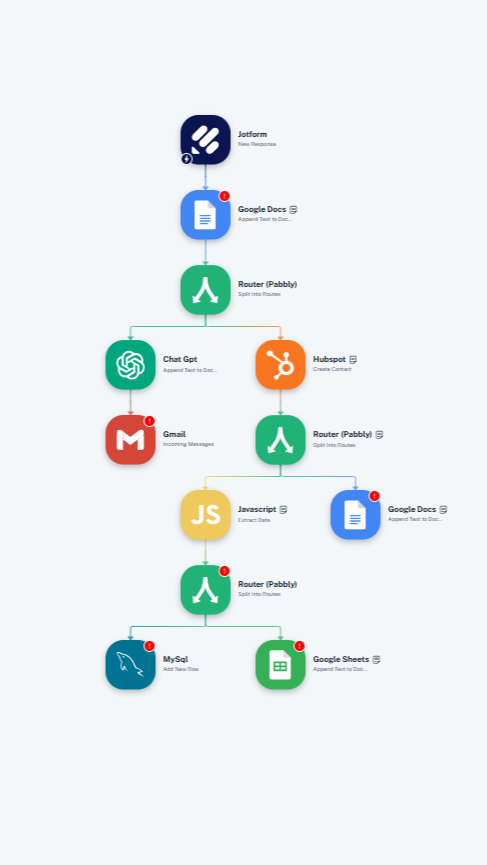 Jotform
New Response
Google Docs
Append Text to Doc...
Router (Pabbly)
Split Into Routes
Chat Gpt
Append Text to Doc...
Hubspot
Create Contact
Gmail
Incoming Messages
Router (Pabbly)
Split Into Routes
JS
Javascript
Extract Data
Google Docs
Append Text to Doc...
Router (Pabbly)
Split Into Routes
MySql
Add New Row
Google Sheets
Append Text to Doc...